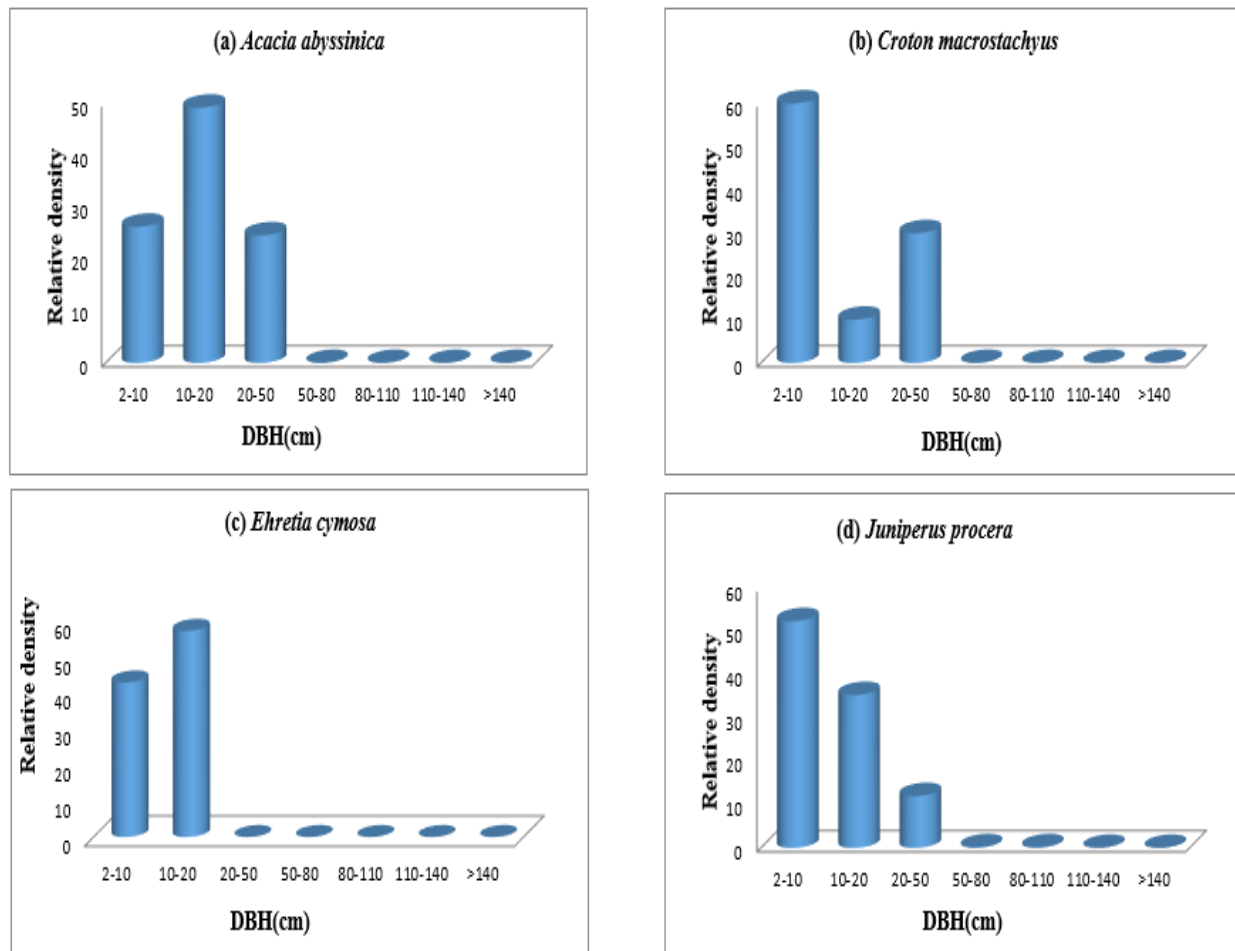 (a) Acacia abyssinica
Relative density
50
40
30
20
10
0
2-10 10-20 20-50 50-80 80-110 110-140 >140
DBH(cm)
(b) Croton macrostachyus
Relative density
60
50
40
30
20
10
0
2-10 10-20 20-50 50-80 80-110 110-140 >140
DBH(cm)
(c) Ehretia cymosa
Relative density
60
50
40
30
20
10
0
2-10 10-20 20-50 50-80 80-110 110-140 >140
DBH(cm)
(d) Juniperus procera
Relative density
60
50
40
30
20
10
0
2-10 10-20 20-50 50-80 80-110 110-140 >140
DBH(cm)